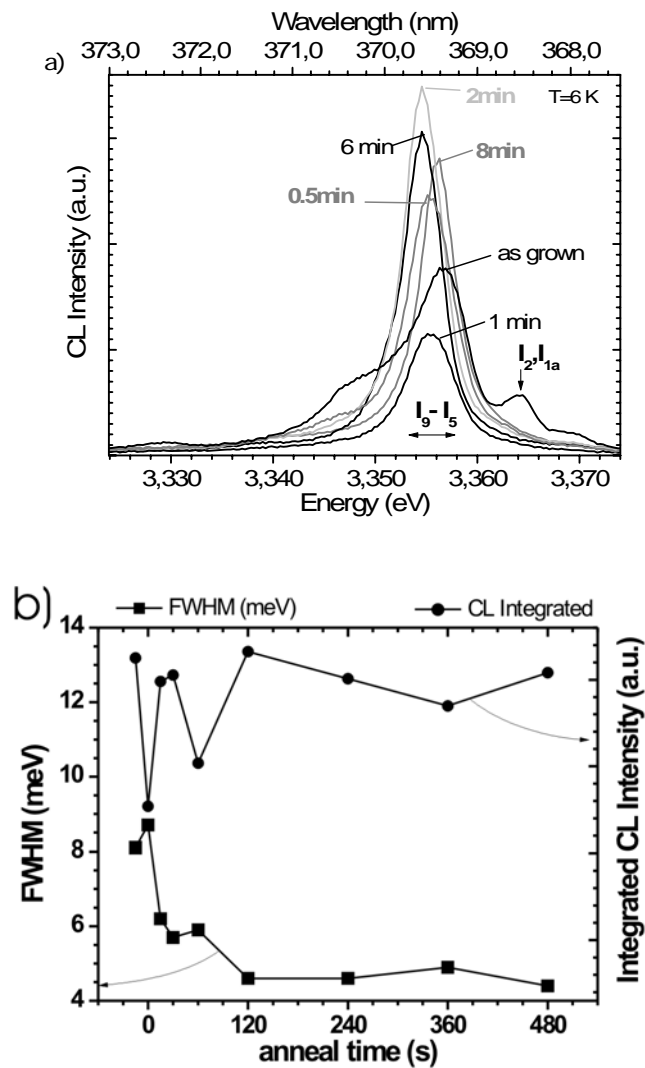 Wavelength (nm)
373,0 372,0 371,0 370,0 369,0 368,0
a)
2min
T=6 K
6 min
8min
0.5min
as grown
1 min
I2,I1a
I9- I5
CL Intensity (a.u.)
3,330 3,340 3,350 3,360 3,370
Energy (eV)
b)
FWHM (meV) CL Integrated
14
12
10
8
6
4
FWHM (meV)
Integrated CL Intensity (a.u.)
0 120 240 360 480
anneal time (s)